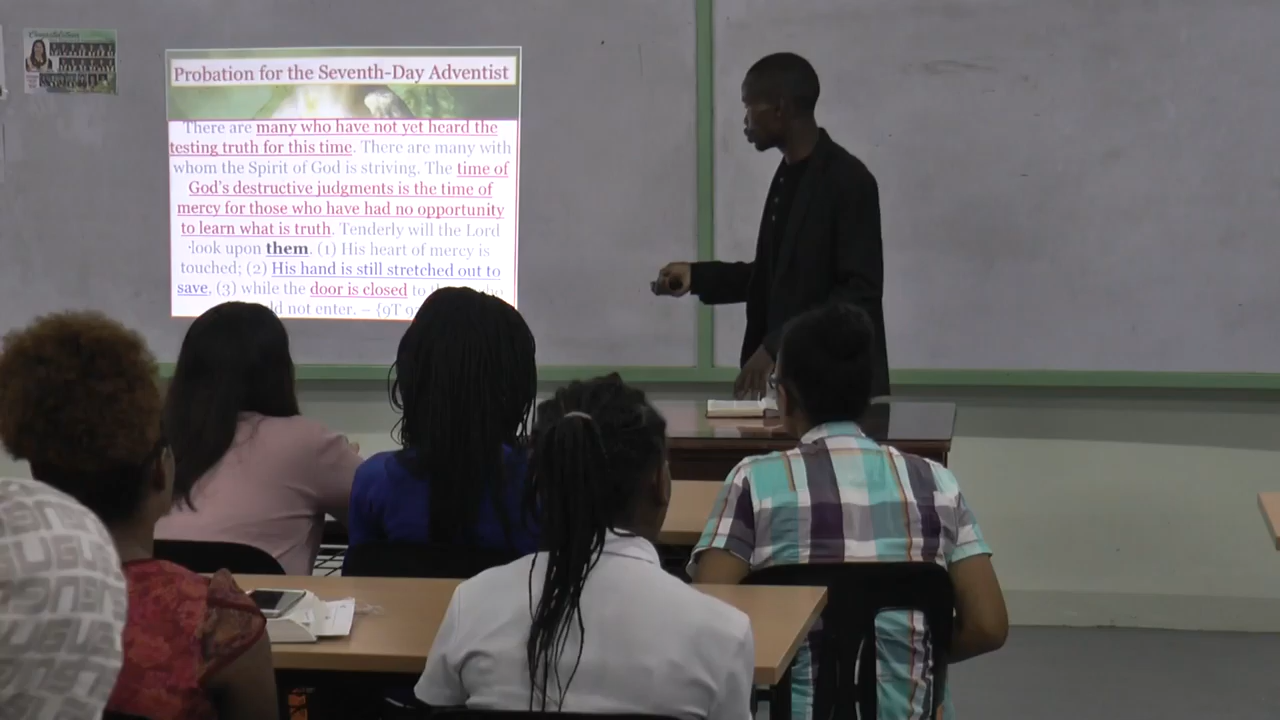 Probation for the Seventh-Day Adventist
There are many who have not yet heard the
testing truth for this time. There are many with
whom the Spirit of God is striving. The time of
God's destructive judgments is the time of
mercy for those who have had no opportunity
to learn what is truth. Tenderly will the Lord
look upon them. (1) His heart of mercy is
touched; (2) His hand is still stretched out to
save, (3) while the door is closed to
not enter. – {9T